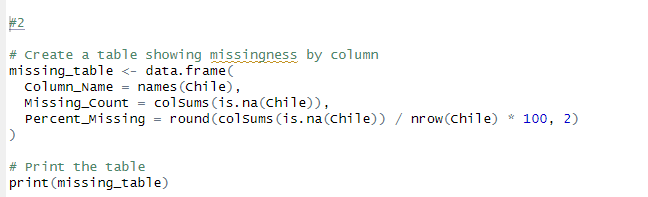 #2
# Create a table showing missingness by column
missing_table <- data.frame(
  Column_Name = names(Chile),
  Missing_Count = colSums(is.na(Chile)),
  Percent_Missing = round(colSums(is.na(Chile)) / nrow(Chile) * 100, 2)
)
# Print the table
print(missing_table)